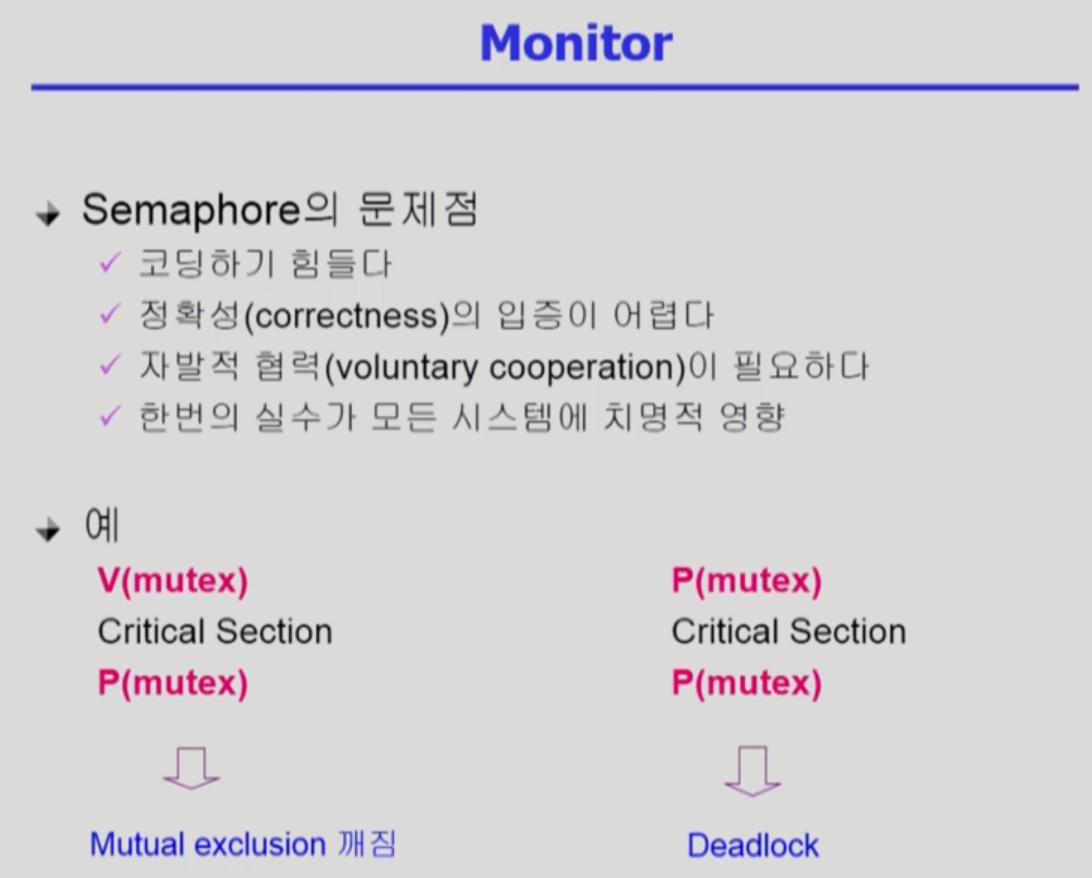 Monitor
Semaphore의 문제점
코딩하기 힘들다
정확성(correctness)의 입증이 어렵다
자발적 협력(voluntary cooperation)이 필요하다
한번의 실수가 모든 시스템에 치명적 영향
예
V(mutex)
Critical Section
P(mutex)
Mutual exclusion 깨짐
P(mutex)
Critical Section
P(mutex)
Deadlock